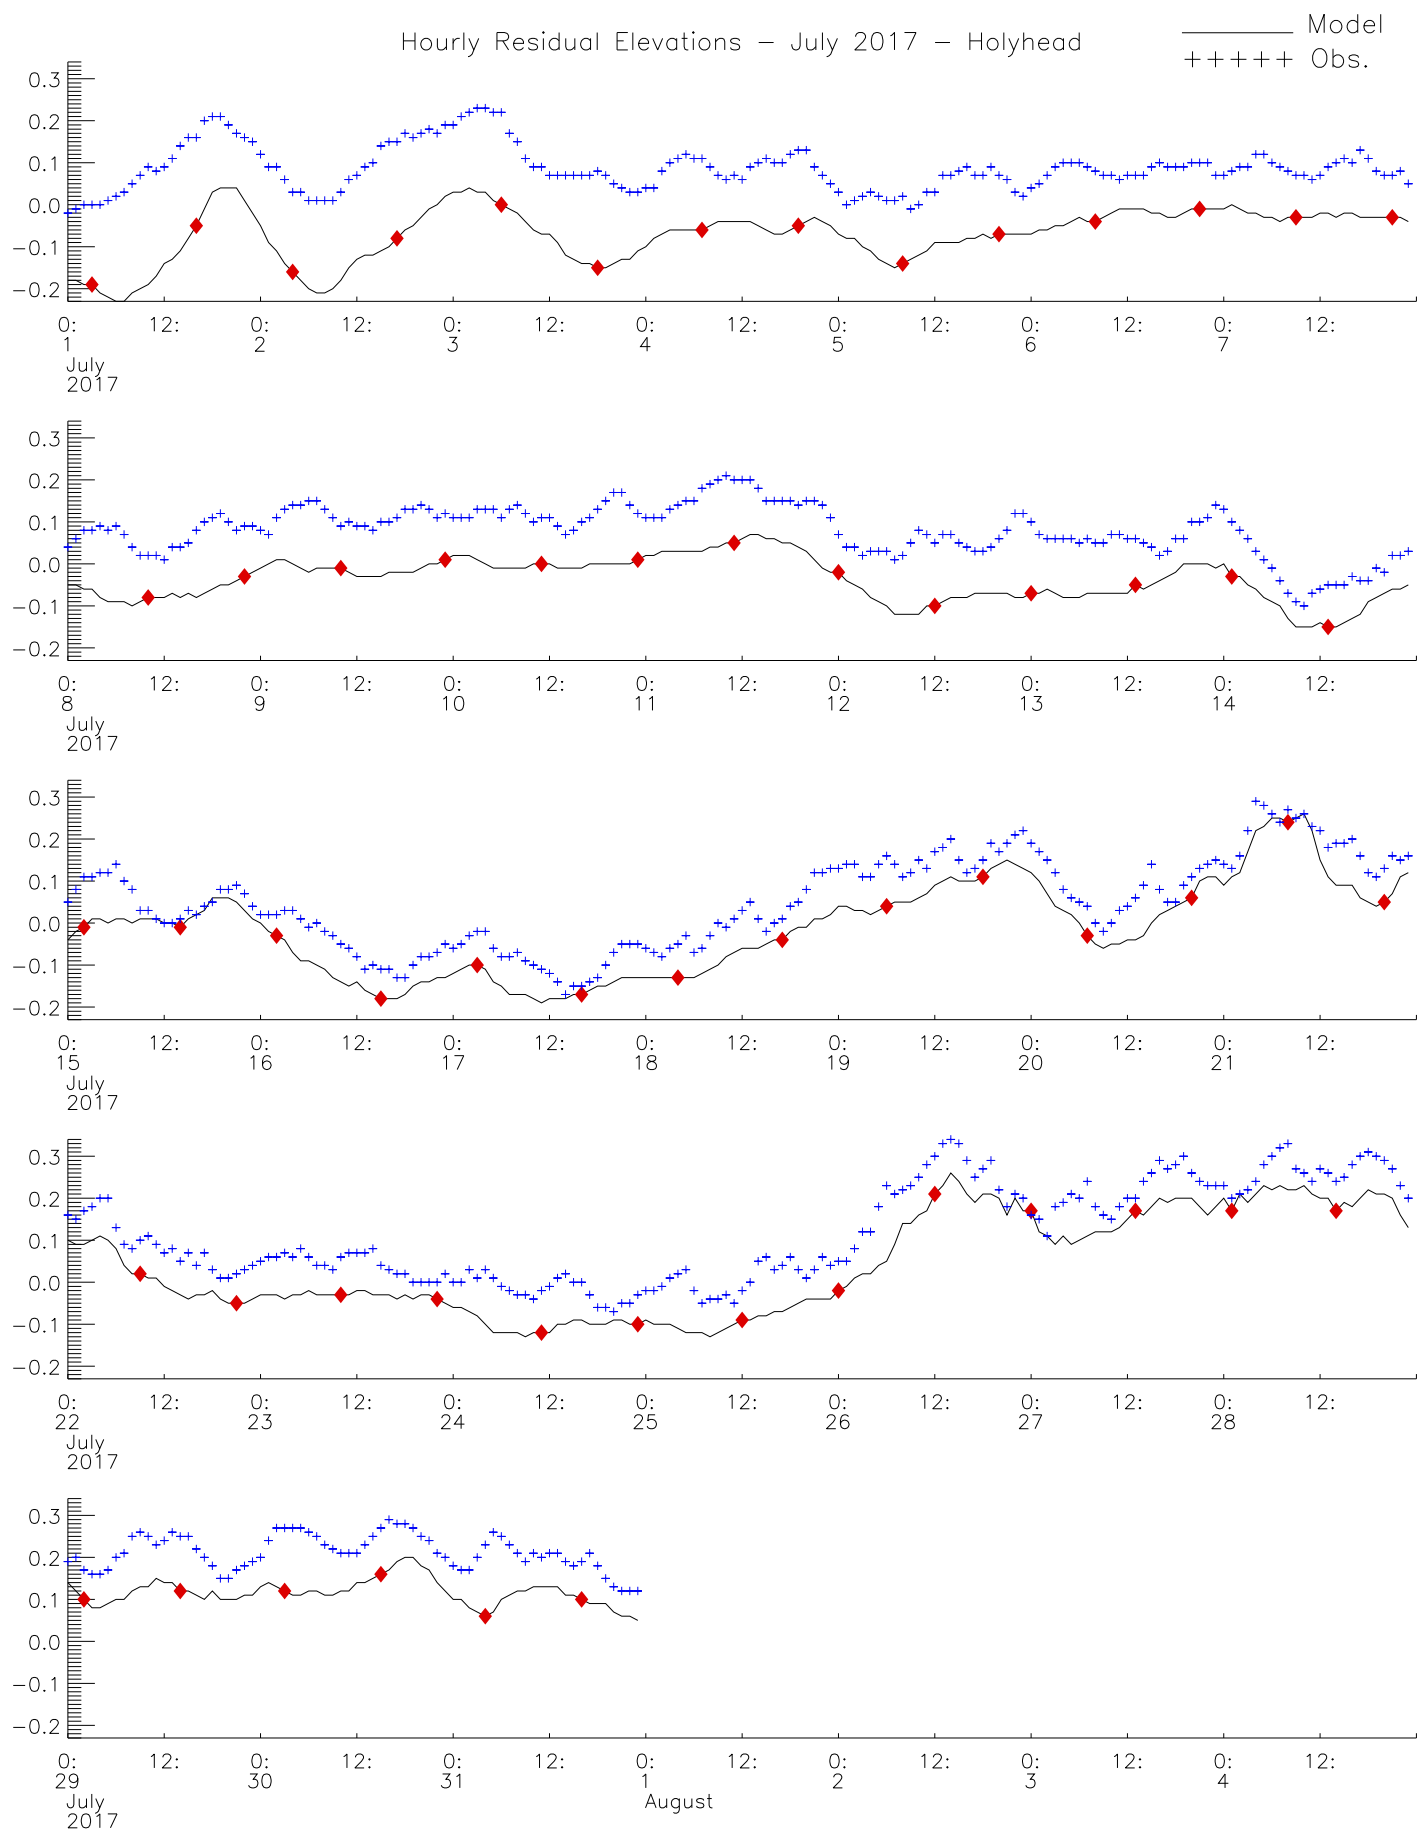 Hourly Residual Elevations − July 2017 − Holyhead
Model
+++++ Obs.
0.3
0.2
0.1
0.0
−0.1
−0.2
0: 12: 0: 12: 0: 12: 0: 12: 0: 12: 0: 12: 0: 12:
1 2 3 4 5 6 7
July
2017
0.3
0.2
0.1
0.0
−0.1
−0.2
0: 12: 0: 12: 0: 12: 0: 12: 0: 12: 0: 12: 0: 12:
8 9 10 11 12 13 14
July
2017
0.3
0.2
0.1
0.0
−0.1
−0.2
0: 12: 0: 12: 0: 12: 0: 12: 0: 12: 0: 12: 0: 12:
15 16 17 18 19 20 21
July
2017
0.3
0.2
0.1
0.0
−0.1
−0.2
0: 12: 0: 12: 0: 12: 0: 12: 0: 12: 0: 12: 0: 12:
22 23 24 25 26 27 28
July
2017
0.3
0.2
0.1
0.0
−0.1
−0.2
0: 12: 0: 12: 0: 12: 0: 12: 0: 12: 0: 12: 0: 12:
29 30 31 1 2 3 4
July August
2017